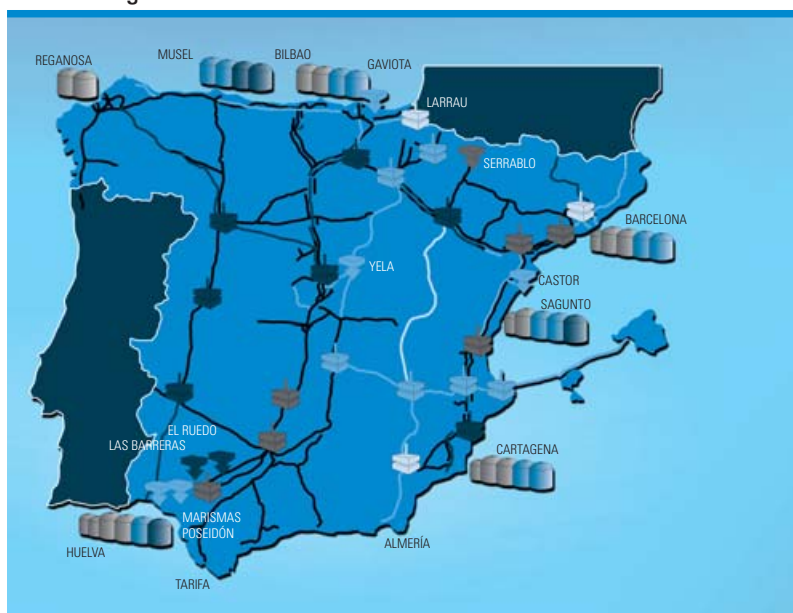 REGANOSA
MUSEL
BILBAO
GAVIOTA
LARRAU
SERRABLO
BARCELONA
YELA
CASTOR
SAGUNTO
EL RUEDO
LAS BARRERAS
CARTAGENA
MARISMAS
POSEIDÓN
HUELVA
ALMERÍA
TARIFA